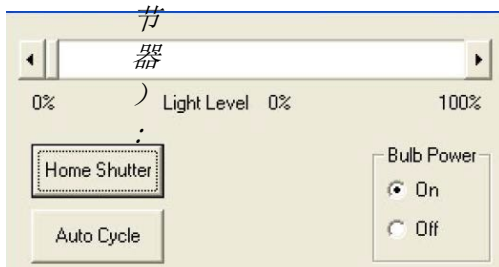 节
器
）
：
0% Light Level 0% 100%
Home Shutter
Auto Cycle
Bulb Power
On
Off